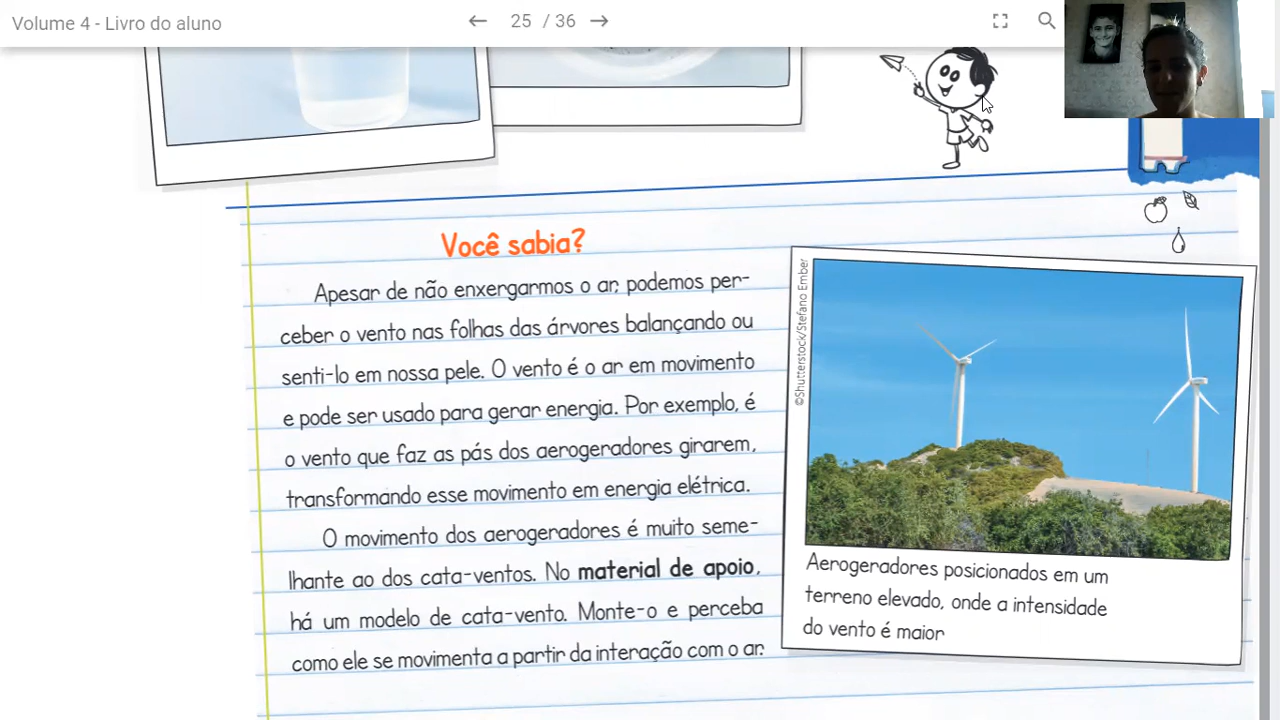 Volume 4 - Livro do aluno
25 / 36
Você sabia?
Apesar de não enxergarmos o ar, podemos per-
ceber o vento nas folhas das árvores balançando ou
senti-lo em nossa pele. O vento é o ar em movimento
e pode ser usado para gerar energia. Por exemplo, é
o vento que faz as pás dos aerogeradores girarem,
transformando esse movimento em energia elétrica.
O movimento dos aerogeradores é muito seme-
lhante ao dos cata-ventos. No material de apoio,
há um modelo de cata-vento. Monte-o e perceba
como ele se movimenta a partir da interação com o ar.
©Shutterstock/Stefano Ember
Aerogeradores posicionados em um
terreno elevado, onde a intensidade
do vento é maior